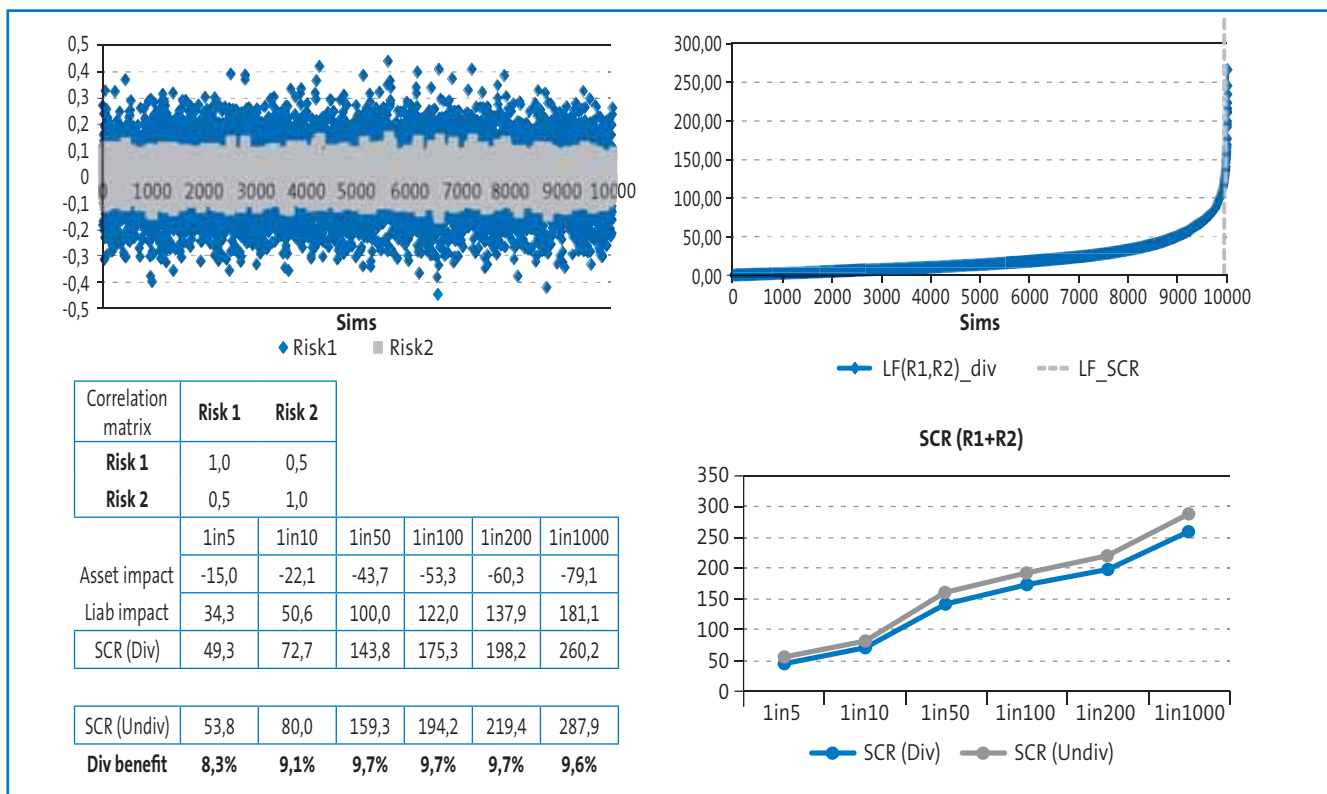 0,5
0,4
0,3
0,2
0,1
0
-0,1
-0,2
-0,3
-0,4
-0,5
0 1000 2000 3000 4000 5000 6000 7000 8000 9000 10000
Sims
Risk1 Risk2
300,00
250,00
200,00
150,00
100,00
50,00
0,00
0 1000 2000 3000 4000 5000 6000 7000 8000 9000 10000
Sims
LF(R1,R2)_div LF_SCR
Correlation matrix Risk 1 Risk 2
Risk 1 1,0 0,5
Risk 2 0,5 1,0
1in5 1in10 1in50 1in100 1in200 1in1000
Asset impact -15,0 -22,1 -43,7 -53,3 -60,3 -79,1
Liab impact 34,3 50,6 100,0 122,0 137,9 181,1
SCR (Div) 49,3 72,7 143,8 175,3 198,2 260,2
SCR (Undiv) 53,8 80,0 159,3 194,2 219,4 287,9
Div benefit 8,3% 9,1% 9,7% 9,7% 9,7% 9,6%
SCR (R1+R2)
350
300
250
200
150
100
50
0
1in5 1in10 1in50 1in100 1in200 1in1000
SCR (Div) SCR (Undiv)